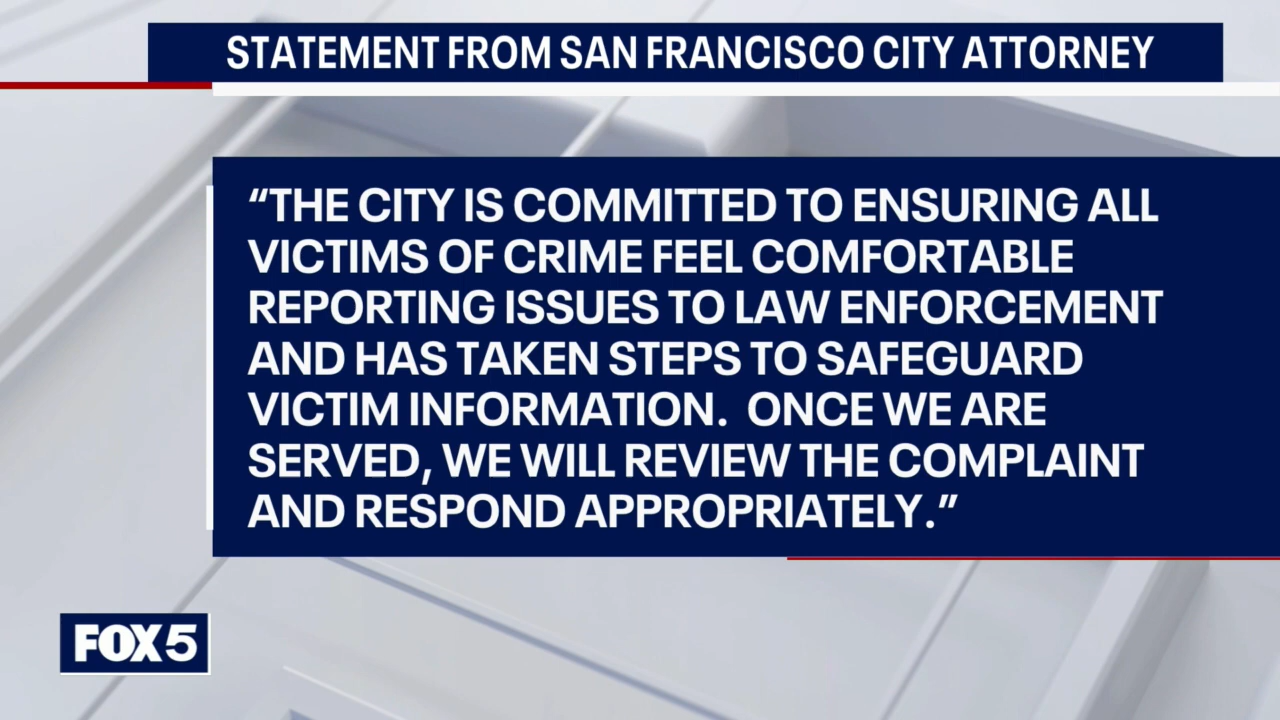 STATEMENT FROM SAN FRANCISCO CITY ATTORNEY
“THE CITY IS COMMITTED TO ENSURING ALL
VICTIMS OF CRIME FEEL COMFORTABLE
REPORTING ISSUES TO LAW ENFORCEMENT
AND HAS TAKEN STEPS TO SAFEGUARD
VICTIM INFORMATION.  ONCE WE ARE
SERVED, WE WILL REVIEW THE COMPLAINT
AND RESPOND APPROPRIATELY.”
FOX 5